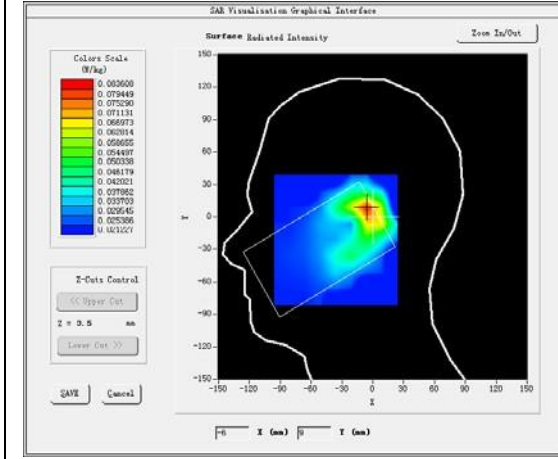 SAR Visualisation Graphical Interface
Surface Radiated Intensity
Zoom In/Out
Colors Scale
(W/kg)
0.083608
0.079449
0.075290
0.071131
0.066973
0.062814
0.058655
0.054497
0.050338
0.046179
0.042021
0.037862
0.033703
0.029545
0.025386
0.021227
150
120
90
60
30
0
-30
-60
-90
-120
-150
Y
-150 -120 -90 -60 -30 0 30 60 90 120 150
X
Z-Cuts Control
<< Upper Cut
Z = 0.5 mm
Lower Cut >>
SAVE Cancel
-6 X (mm) 9 Y (mm)